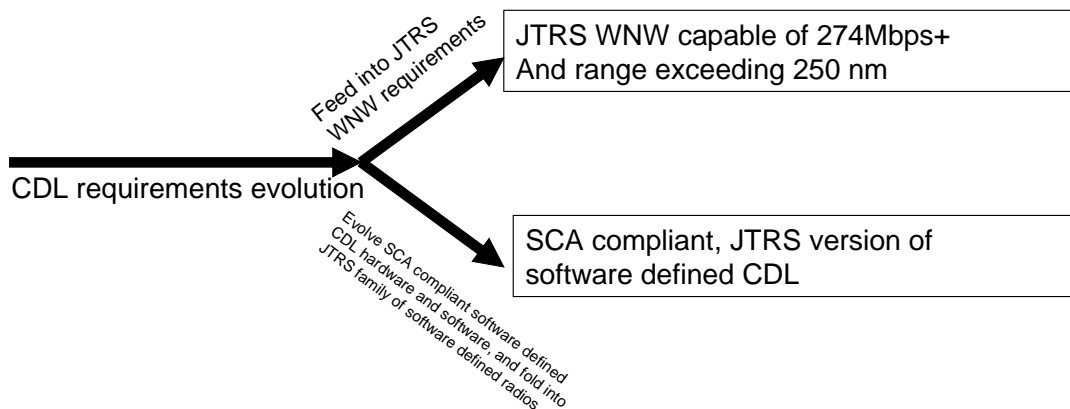 CDL requirements evolution
Feed into JTRS
WNW requirements
JTRS WNW capable of 274Mbps+
And range exceeding 250 nm
Evolve SCA compliant software defined
CDL hardware and software, and fold into
JTRS family of software defined radios
SCA compliant, JTRS version of
software defined CDL